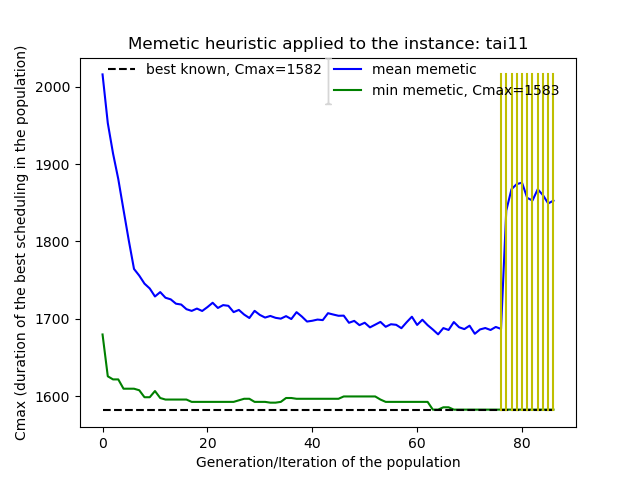 Memetic heuristic applied to the instance: tai11
best known, Cmax=1582
mean memetic
min memetic, Cmax=1583
Cmax (duration of the best scheduling in the population)
2000
1900
1800
1700
1600
0 20 40 60 80
Generation/Iteration of the population